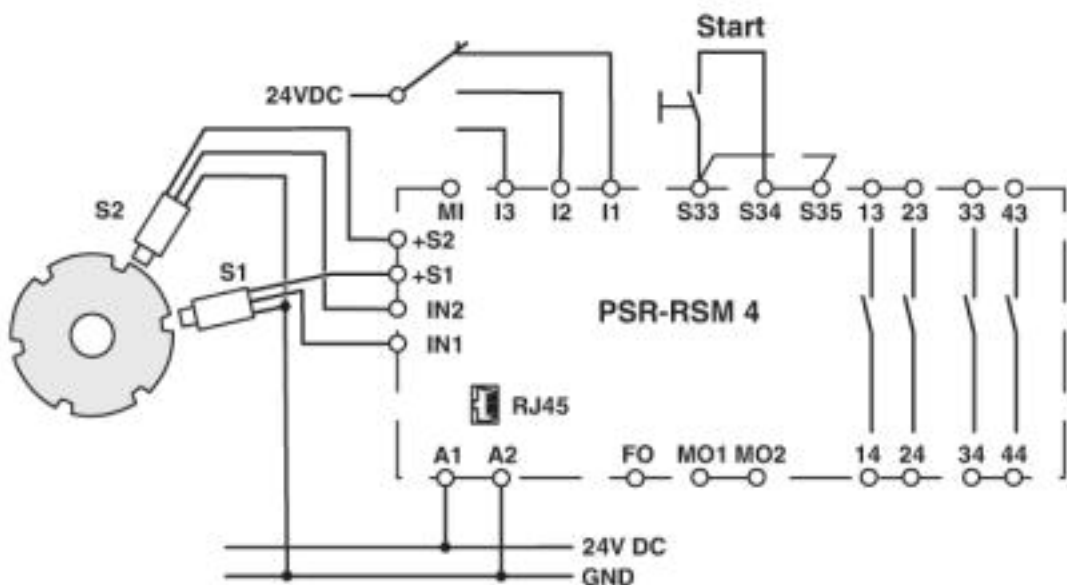 Start
24VDC
S2
MI I3 I2 I1 S33 S34 S35 13 23 33 43
+S2
S1
+S1
IN2
PSR-RSM 4
IN1
RJ45
A1 A2 FO MO1 MO2 14 24 34 44
24V DC
GND